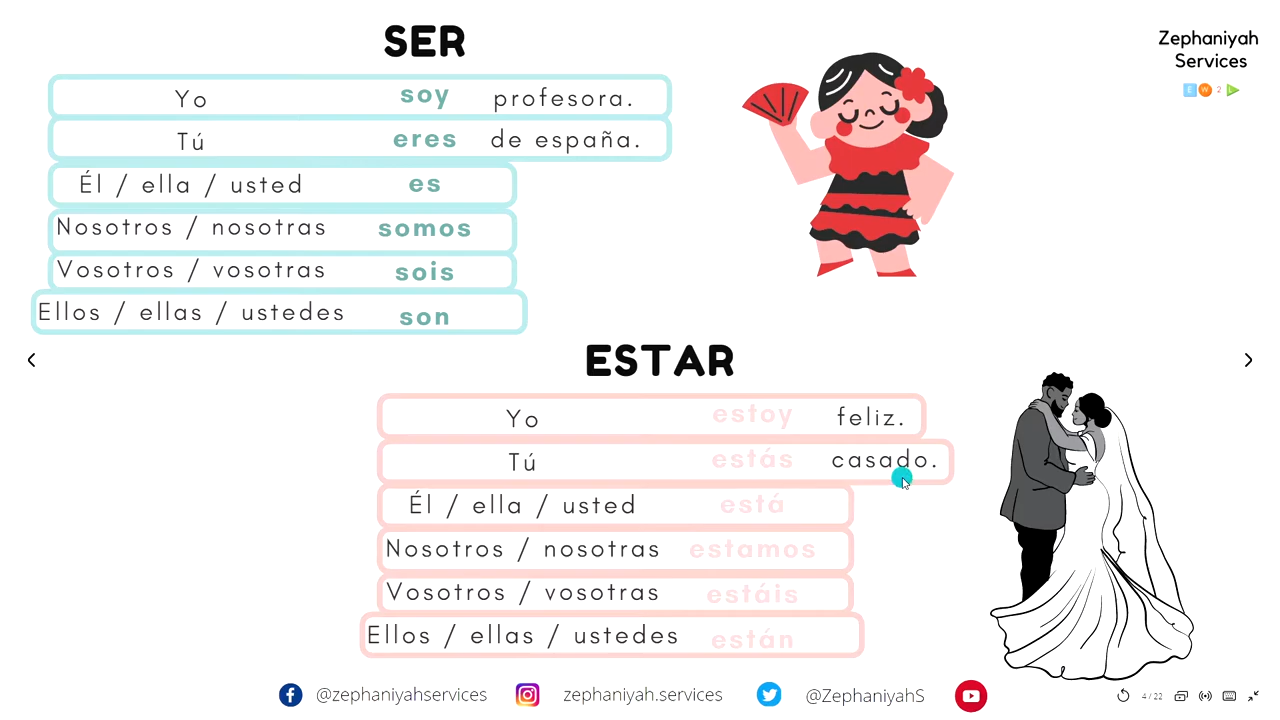 SER
Zephaniyah
Services
Yo soy profesora.
Tú eres de españa.
Él / ella / usted es
Nosotros / nosotras somos
Vosotros / vosotras sois
Ellos / ellas / ustedes son
ESTAR
Yo estoy feliz.
Tú estás casado.
Él / ella / usted está
Nosotros / nosotras estamos
Vosotros / vosotras estáis
Ellos / ellas / ustedes están
@zephaniyahservices zephaniyah.services @ZephaniyahS
4 / 22